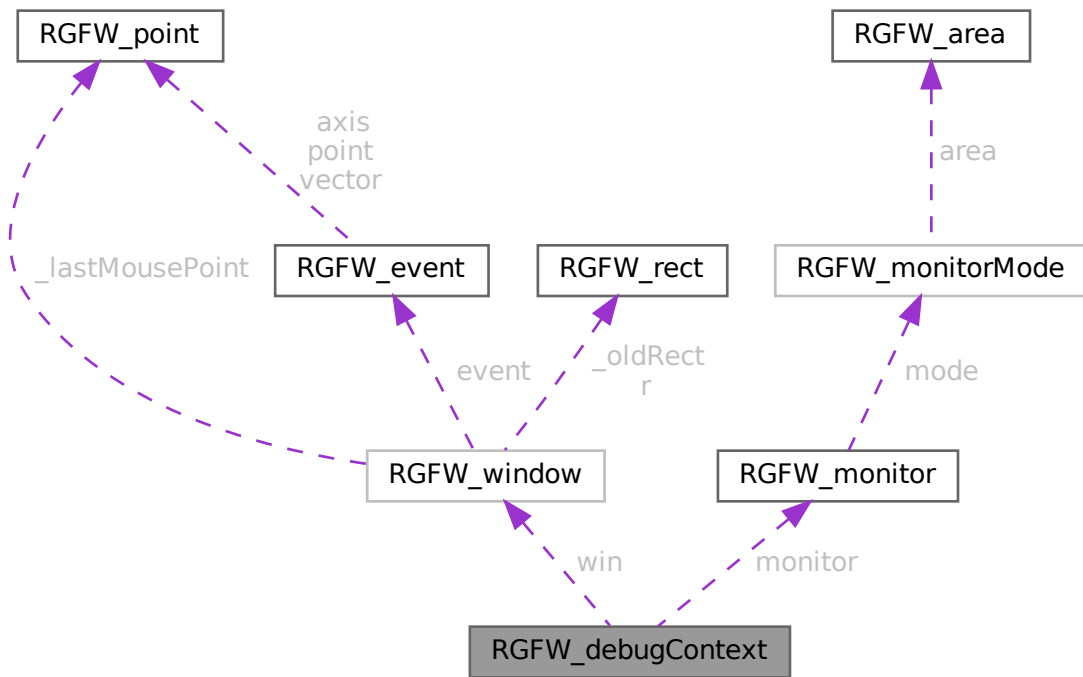 RGFW_point
RGFW_area
axis
point
vector
area
_lastMousePoint
RGFW_event
RGFW_rect
RGFW_monitorMode
event
_oldRect
r
mode
RGFW_window
RGFW_monitor
win
monitor
RGFW_debugContext